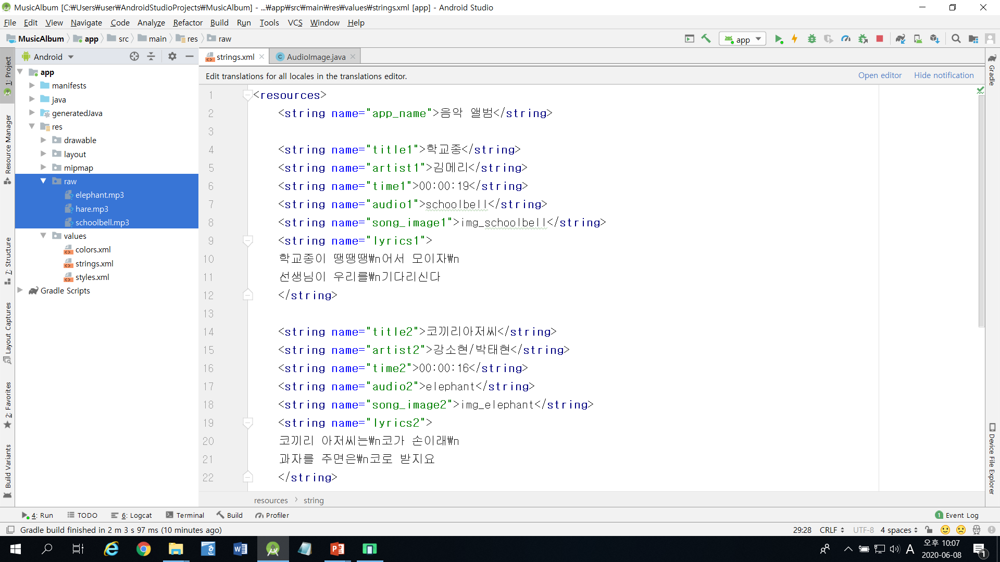 MusicAlbum [C:₩Users₩user₩AndroidStudioProjects₩MusicAlbum] - ...₩app₩src₩main₩res₩values₩strings.xml [app] - Android Studio
File Edit View Navigate Code Analyze Refactor Build Run Tools VCS Window Help
MusicAlbum app src main res raw
app
Android
strings.xml
AudioImage.java
Edit translations for all locales in the translations editor.
Open editor Hide notification
1: Project
Resource Manager
7: Structure
Layout Captures
2: Favorites
Build Variants
app
manifests
java
generatedJava
res
drawable
layout
mipmap
raw
elephant.mp3
hare.mp3
schoolbell.mp3
values
colors.xml
strings.xml
styles.xml
Gradle Scripts
1 <resources>
2 <string name="app_name">음악 앨범</string>
3
4 <string name="title1">학교종</string>
5 <string name="artist1">김메리</string>
6 <string name="time1">00:00:19</string>
7 <string name="audio1">schoolbell</string>
8 <string name="song_image1">img_schoolbell</string>
9 <string name="lyrics1">
10 학교종이 땡땡땡₩n어서 모이자₩n
11 선생님이 우리를₩n기다리신다
12 </string>
13
14 <string name="title2">코끼리아저씨</string>
15 <string name="artist2">강소현/박태현</string>
16 <string name="time2">00:00:16</string>
17 <string name="audio2">elephant</string>
18 <string name="song_image2">img_elephant</string>
19 <string name="lyrics2">
20 코끼리 아저씨는₩n코가 손이래₩n
21 과자를 주면은₩n코로 받지요
22 </string>
resources string
Gradle
Device File Explorer
4: Run TODO 6: Logcat Terminal Build Profiler
1 Event Log
Gradle build finished in 2 m 3 s 97 ms (10 minutes ago)
29:28 CRLF UTF-8 4 spaces
A
오후 10:07
2020-06-08
1